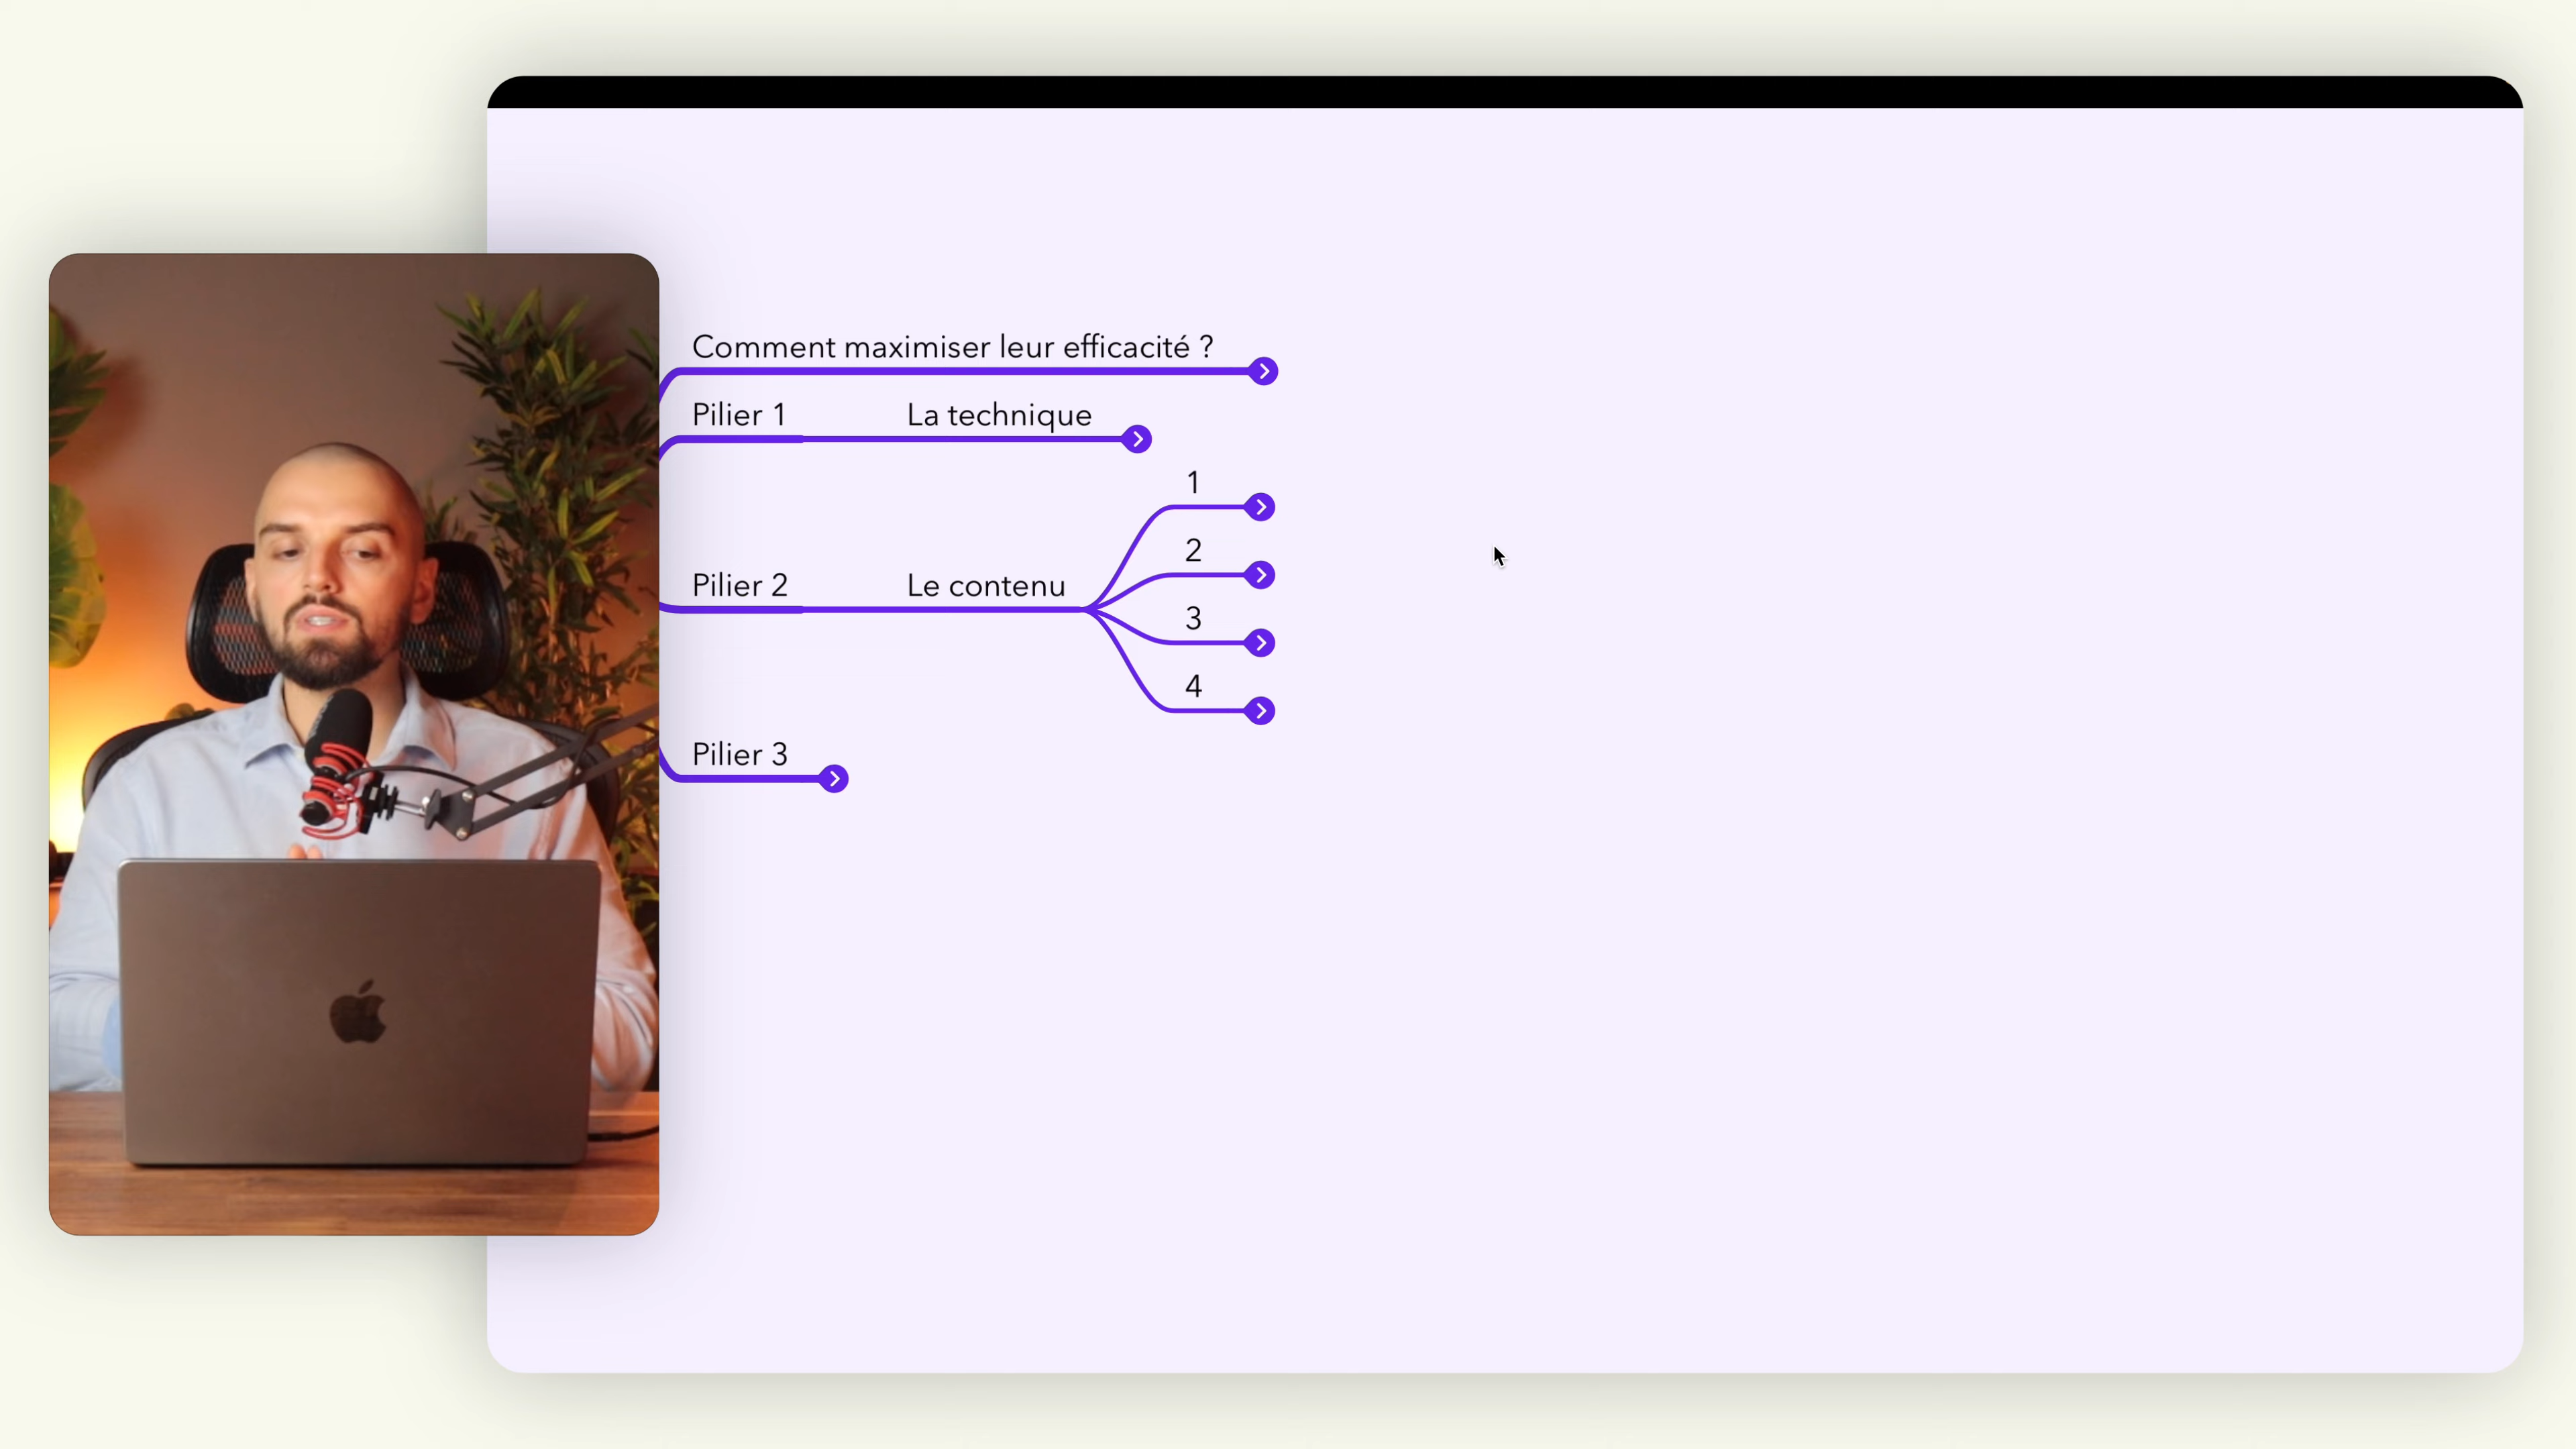 Comment maximiser leur efficacité ?
Pilier 1 La technique
1
2
Pilier 2 Le contenu
3
4
Pilier 3